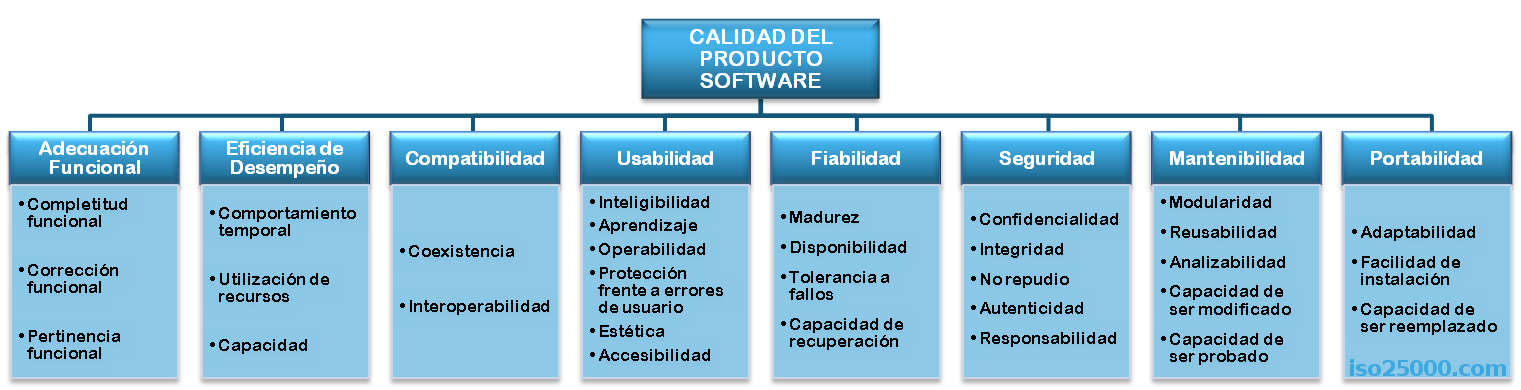 CALIDAD DEL
PRODUCTO
SOFTWARE
Adecuación
Funcional
• Completitud
funcional
• Corrección
funcional
• Pertinencia
funcional
Eficiencia de
Desempeño
• Comportamiento
temporal
• Utilización de
recursos
• Capacidad
Compatibilidad
• Coexistencia
• Interoperabilidad
Usabilidad
• Inteligibilidad
• Aprendizaje
• Operabilidad
• Protección
frente a errores
de usuario
• Estética
• Accesibilidad
Fiabilidad
• Madurez
• Disponibilidad
• Tolerancia a
fallos
• Capacidad de
recuperación
Seguridad
• Confidencialidad
• Integridad
• No repudio
• Autenticidad
• Responsabilidad
Mantenibilidad
• Modularidad
• Reusabilidad
• Analizabilidad
• Capacidad de
ser modificado
• Capacidad de
ser probado
Portabilidad
• Adaptabilidad
• Facilidad de
instalación
• Capacidad de
ser reemplazado
iso25000.com